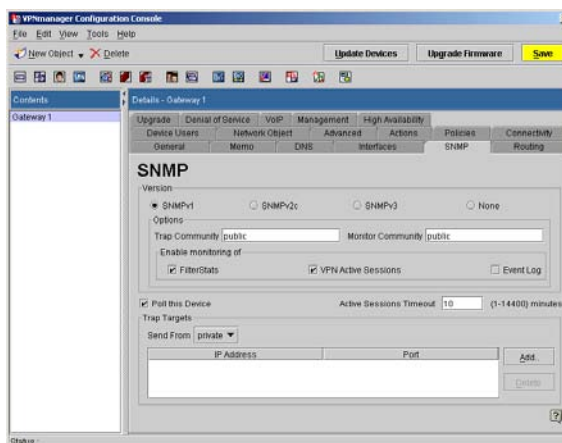 VPNmanager Configuration Console
File Edit View Tools Help
New Object Delete Update Devices Upgrade Firmware Save
Contents Details - Gateway 1
Gateway 1
Upgrade Denial of Service VoIP Management High Availability
Device Users Network Object Advanced Actions Policies Connectivity
General Memo DNS Interfaces SNMP Routing
SNMP
Version
SNMPv1 SNMPv2c SNMPv3 None
Options
Trap Community public Monitor Community public
Enable monitoring of
FilterStats VPN Active Sessions Event Log
Poll this Device Active Sessions Timeout 10 (1-14400) minutes
Trap Targets
Send From private
IP Address Port Add..
Delete
?
Status :